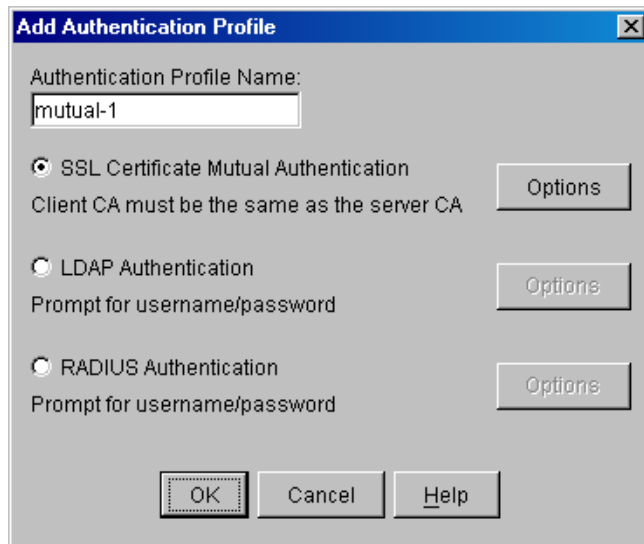 Add Authentication Profile
Authentication Profile Name:
mutual-1
SSL Certificate Mutual Authentication
Options
Client CA must be the same as the server CA
LDAP Authentication
Options
Prompt for username/password
RADIUS Authentication
Options
Prompt for username/password
OK Cancel Help